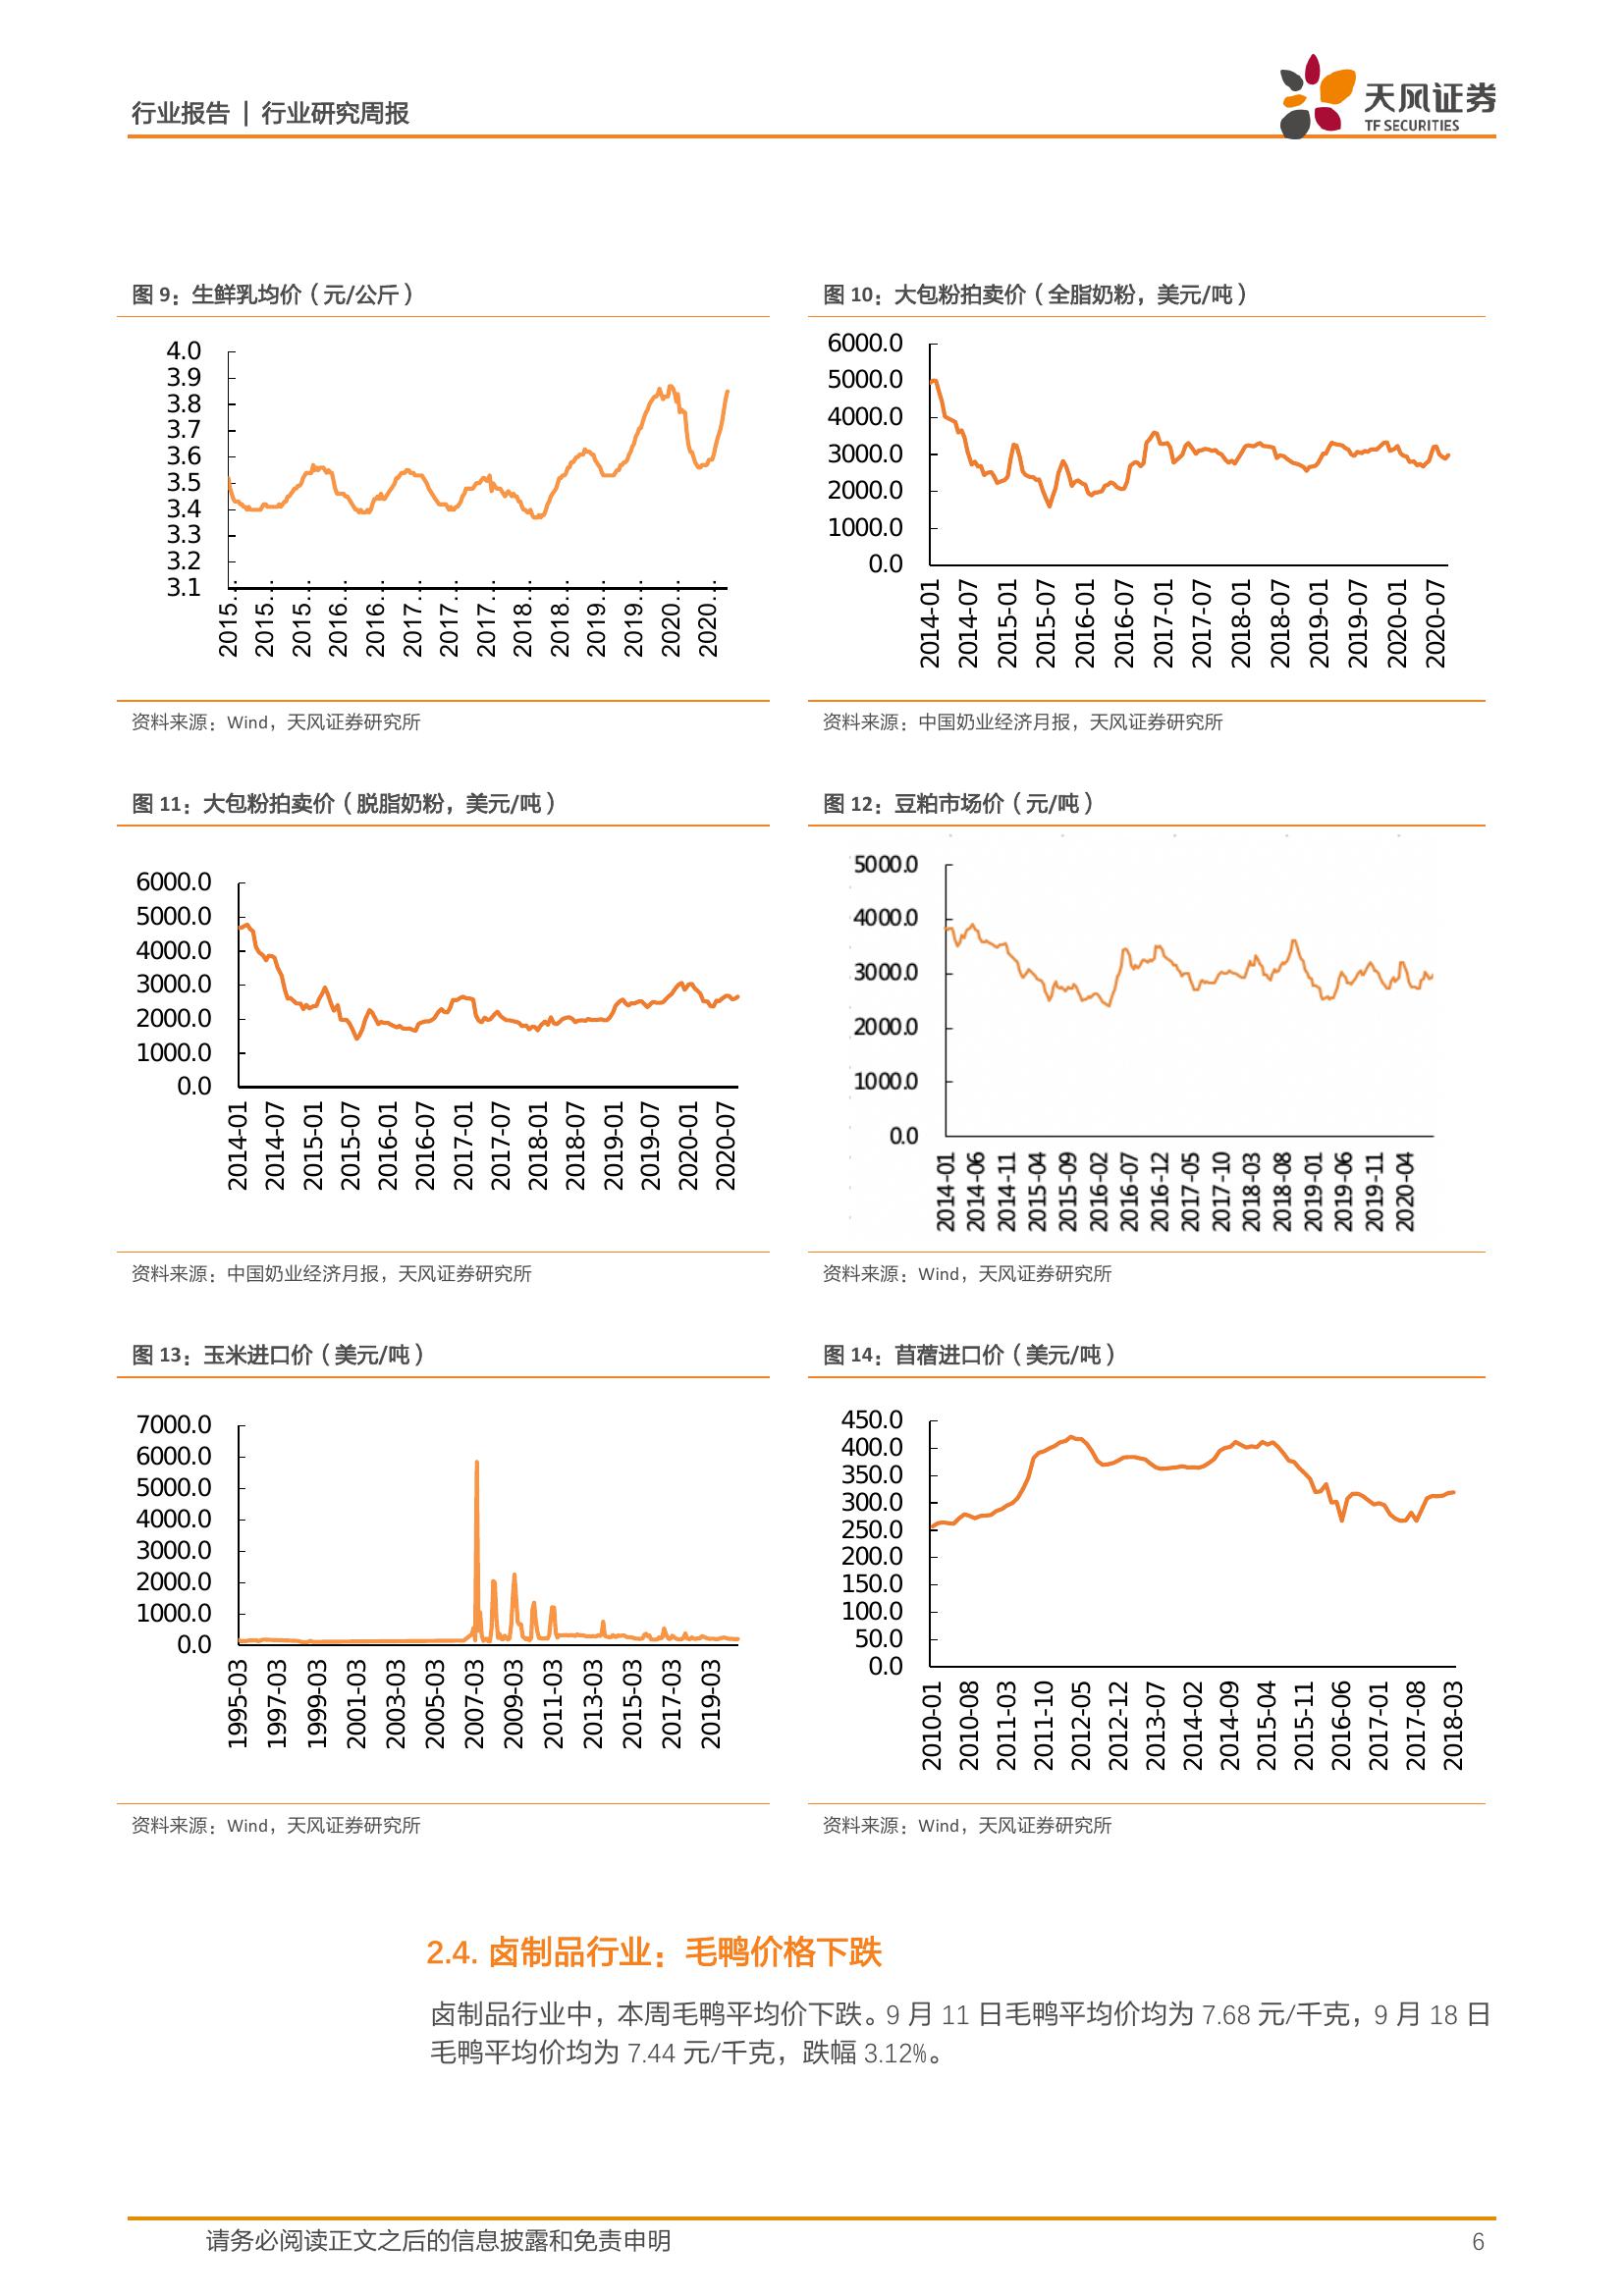 行业报告 | 行业研究周报
天风证券
TF SECURITIES
图 9：生鲜乳均价（元/公斤）
4.0
3.9
3.8
3.7
3.6
3.5
3.4
3.3
3.2
3.1
2015. 2015. 2015. 2016. 2016. 2017. 2017. 2017. 2018. 2018. 2019. 2019. 2020. 2020.
资料来源：Wind，天风证券研究所
图 10：大包粉拍卖价（全脂奶粉，美元/吨）
6000.0
5000.0
4000.0
3000.0
2000.0
1000.0
0.0
2014-01 2014-07 2015-01 2015-07 2016-01 2016-07 2017-01 2017-07 2018-01 2018-07 2019-01 2019-07 2020-01 2020-07
资料来源：中国奶业经济月报，天风证券研究所
图 11：大包粉拍卖价（脱脂奶粉，美元/吨）
6000.0
5000.0
4000.0
3000.0
2000.0
1000.0
0.0
2014-01 2014-07 2015-01 2015-07 2016-01 2016-07 2017-01 2017-07 2018-01 2018-07 2019-01 2019-07 2020-01 2020-07
资料来源：中国奶业经济月报，天风证券研究所
图 12：豆粕市场价（元/吨）
5000.0
4000.0
3000.0
2000.0
1000.0
0.0
2014-01 2014-06 2014-11 2015-04 2015-09 2016-02 2016-07 2016-12 2017-05 2017-10 2018-03 2018-08 2019-01 2019-06 2019-11 2020-04
资料来源：Wind，天风证券研究所
图 13：玉米进口价（美元/吨）
7000.0
6000.0
5000.0
4000.0
3000.0
2000.0
1000.0
0.0
1995-03 1997-03 1999-03 2001-03 2003-03 2005-03 2007-03 2009-03 2011-03 2013-03 2015-03 2017-03 2019-03
资料来源：Wind，天风证券研究所
图 14：苜蓿进口价（美元/吨）
450.0
400.0
350.0
300.0
250.0
200.0
150.0
100.0
50.0
0.0
2010-01 2010-08 2011-03 2011-10 2012-05 2012-12 2013-07 2014-02 2014-09 2015-04 2015-11 2016-06 2017-01 2017-08 2018-03
资料来源：Wind，天风证券研究所
2.4. 卤制品行业：毛鸭价格下跌
卤制品行业中，本周毛鸭平均价下跌。9 月 11 日毛鸭平均价均为 7.68 元/千克，9 月 18 日
毛鸭平均价均为 7.44 元/千克，跌幅 3.12%。
请务必阅读正文之后的信息披露和免责申明
6